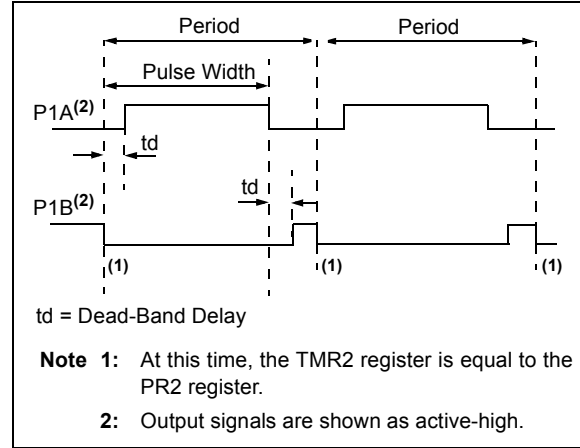 Period Period
Pulse Width
P1A(2)
td
td
P1B(2)
(1) (1) (1)
td = Dead-Band Delay
Note 1: At this time, the TMR2 register is equal to the
PR2 register.
2: Output signals are shown as active-high.